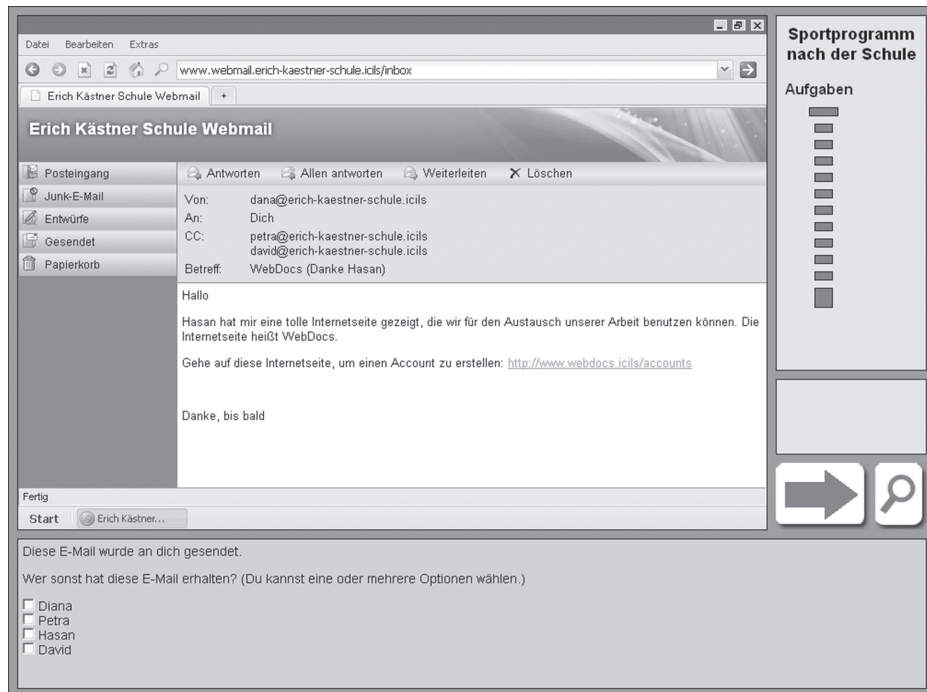 Datei Bearbeiten Extras
www.webmail.erich-kaestner-schule.icils/inbox
Erich Kästner Schule Webmail +
Erich Kästner Schule Webmail
Posteingang
Junk-E-Mail
Entwürfe
Gesendet
Papierkorb
Antworten Allen antworten Weiterleiten Löschen
Von: dana@erich-kaestner-schule.icils
An: Dich
CC: petra@erich-kaestner-schule.icils
david@erich-kaestner-schule.icils
Betreff: WebDocs (Danke Hasan)
Hallo
Hasan hat mir eine tolle Internetseite gezeigt, die wir für den Austausch unserer Arbeit benutzen können. Die
Internetseite heißt WebDocs.
Gehe auf diese Internetseite, um einen Account zu erstellen: http://www.webdocs.icils/accounts
Danke, bis bald
Fertig
Start Erich Kästner...
Sportprogramm
nach der Schule
Aufgaben
Diese E-Mail wurde an dich gesendet.
Wer sonst hat diese E-Mail erhalten? (Du kannst eine oder mehrere Optionen wählen.)
Diana
Petra
Hasan
David